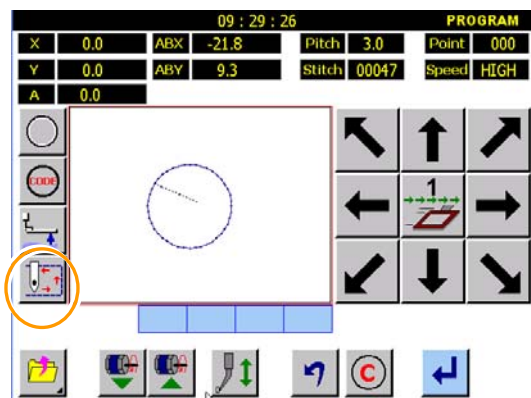 09 : 29 : 26 PROGRAM
X 0.0 ABX -21.8 Pitch 3.0 Point 000
Y 0.0 ABY 9.3 Stitch 00047 Speed HIGH
A 0.0
CODE
1
C